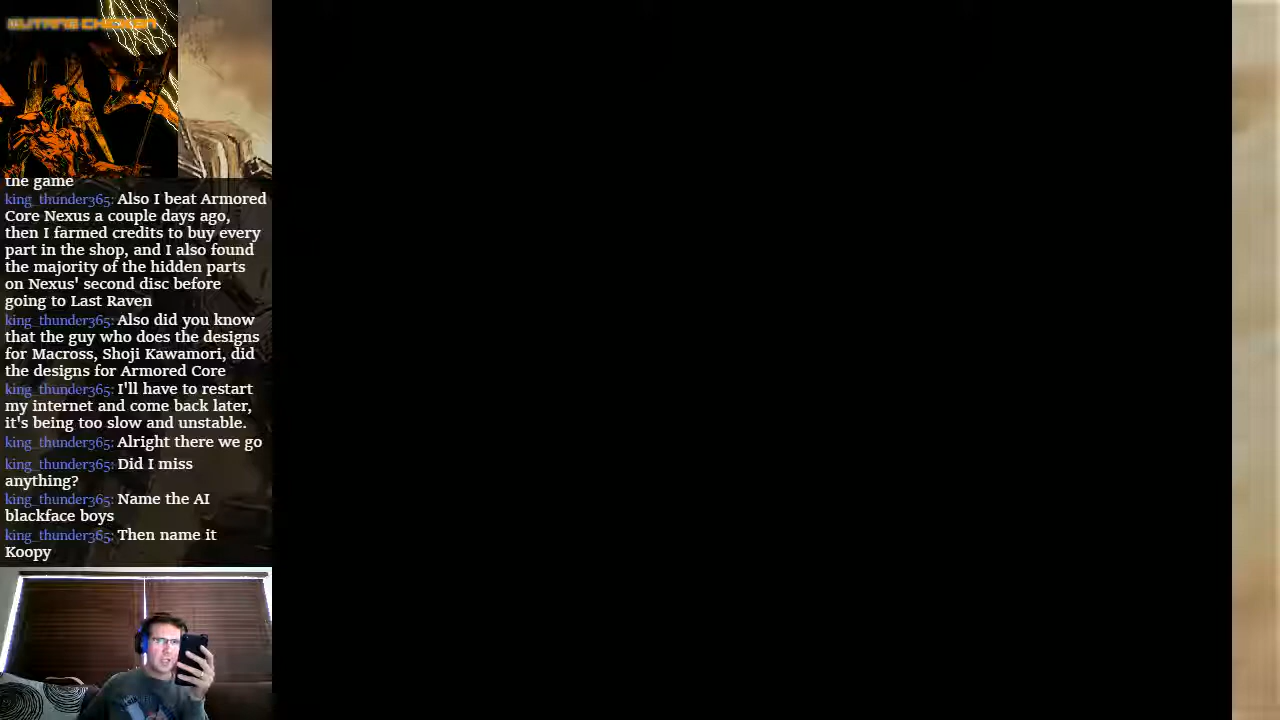 MUTANT CHICKEN
the game
king_thunder365: Also I beat Armored
Core Nexus a couple days ago,
then I farmed credits to buy every
part in the shop, and I also found
the majority of the hidden parts
on Nexus' second disc before
going to Last Raven
king_thunder365: Also did you know
that the guy who does the designs
for Macross, Shoji Kawamori, did
the designs for Armored Core
king_thunder365: I'll have to restart
my internet and come back later,
it's being too slow and unstable.
king_thunder365: Alright there we go
king_thunder365: Did I miss
anything?
king_thunder365: Name the AI
blackface boys
king_thunder365: Then name it
Koopy